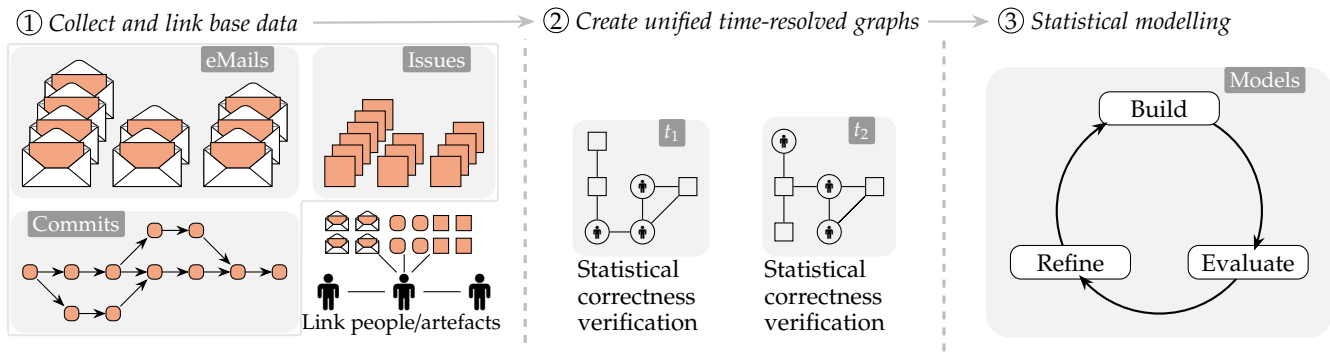 ① Collect and link base data
② Create unified time-resolved graphs
③ Statistical modelling
eMails
Issues
Commits
Link people/artefacts
t₁
Statistical
correctness
verification
t₂
Statistical
correctness
verification
Models
Build
Refine
Evaluate